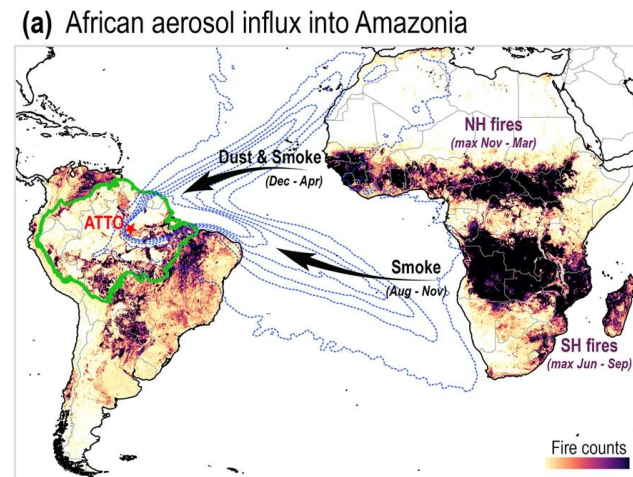 (a) African aerosol influx into Amazonia
NH fires
(max Nov - Mar)
Dust & Smoke
(Dec - Apr)
ATTO
Smoke
(Aug - Nov)
SH fires
(max Jun - Sep)
Fire counts